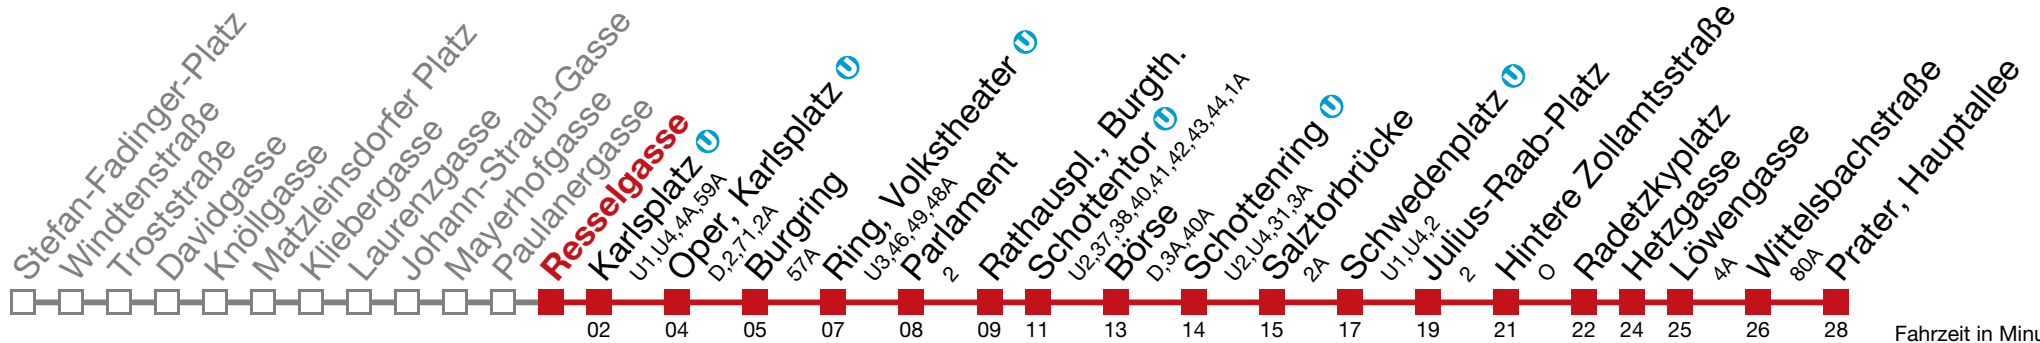 Stefan-Fadinger-Platz
Windtenstraße
Troststraße
Davidgasse
Knöllgasse
Matzleinsdorfer Platz
Kliebergasse
Laurenzgasse
Johann-Strauß-Gasse
Mayerhofgasse
Paulanergasse
Resselgasse
Karlsplatz U
U1,U4,4A,59A
Oper, Karlsplatz U
D,2,71,2A
Burgring
57A
Ring, Volkstheater U
U3,46,49,48A
Parlament
2
Rathauspl., Burgth.
Schottentor U
U2,37,38,40,41,42,43,44,1A
Börse
D,3A,40A
Schottenring U
U2,U4,31,3A
Salztorbrücke
2A
Schwedenplatz U
U1,U4,2
Julius-Raab-Platz
2
Hintere Zollamtsstraße
O
Radetzkyplatz
Hetzgasse
Löwengasse
4A
Wittelsbachstraße
80A
Prater, Hauptallee
02 04 05 07 08 09 11 13 14 15 17 19 21 22 24 25 26 28
Fahrzeit in Minu